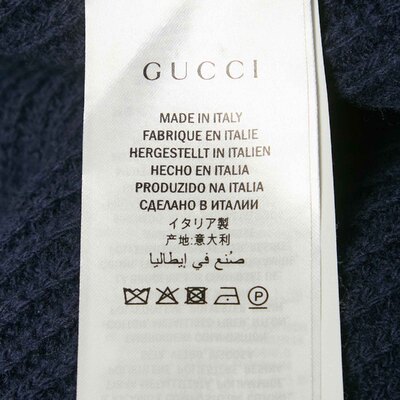 GUCCI
MADE IN ITALY
FABRIQUE EN ITALIE
HERGESTELLT IN ITALIEN
HECHO EN ITALIA
PRODUZIDO NA ITALIA
СДЕЛАНО В ИТАЛИИ
イタリア製
产地:意大利
صُنع في إيطاليا
P